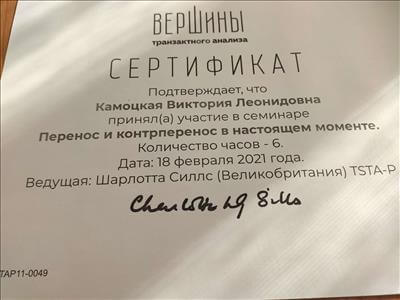 ВЕРШИНЫ
транзактного анализа
СЕРТИФИКАТ
Подтверждает, что
Камоцкая Виктория Леонидовна
принял(а) участие в семинаре
Перенос и контрперенос в настоящем моменте.
Количество часов - 6.
Дата: 18 февраля 2021 года.
Ведущая: Шарлотта Силлс (Великобритания) TSTA-P
TAP11-0049